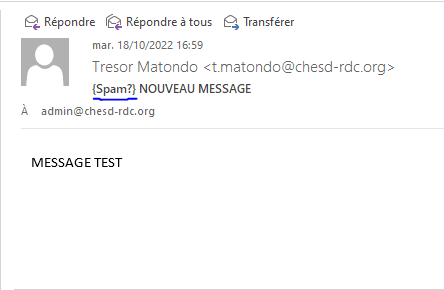 Répondre Répondre à tous Transférer
mar. 18/10/2022 16:59
Tresor Matondo <t.matondo@chesd-rdc.org>
{Spam?} NOUVEAU MESSAGE
À admin@chesd-rdc.org
MESSAGE TEST